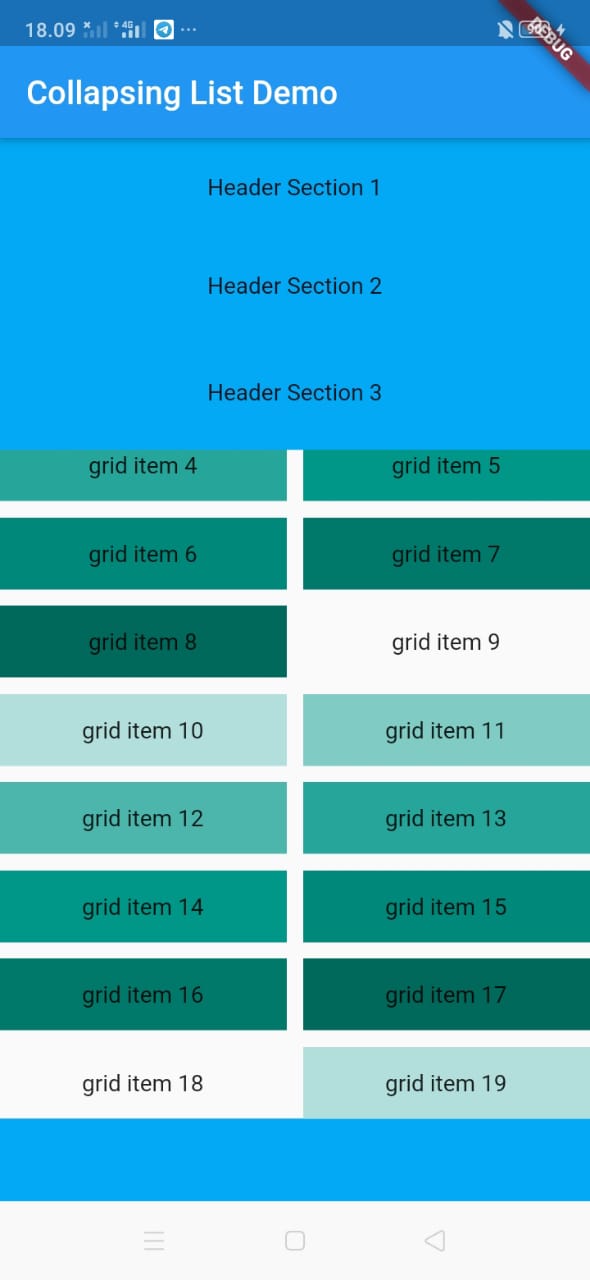 18.09 4G
DEBUG
Collapsing List Demo
Header Section 1
Header Section 2
Header Section 3
grid item 4 grid item 5
grid item 6 grid item 7
grid item 8 grid item 9
grid item 10 grid item 11
grid item 12 grid item 13
grid item 14 grid item 15
grid item 16 grid item 17
grid item 18 grid item 19